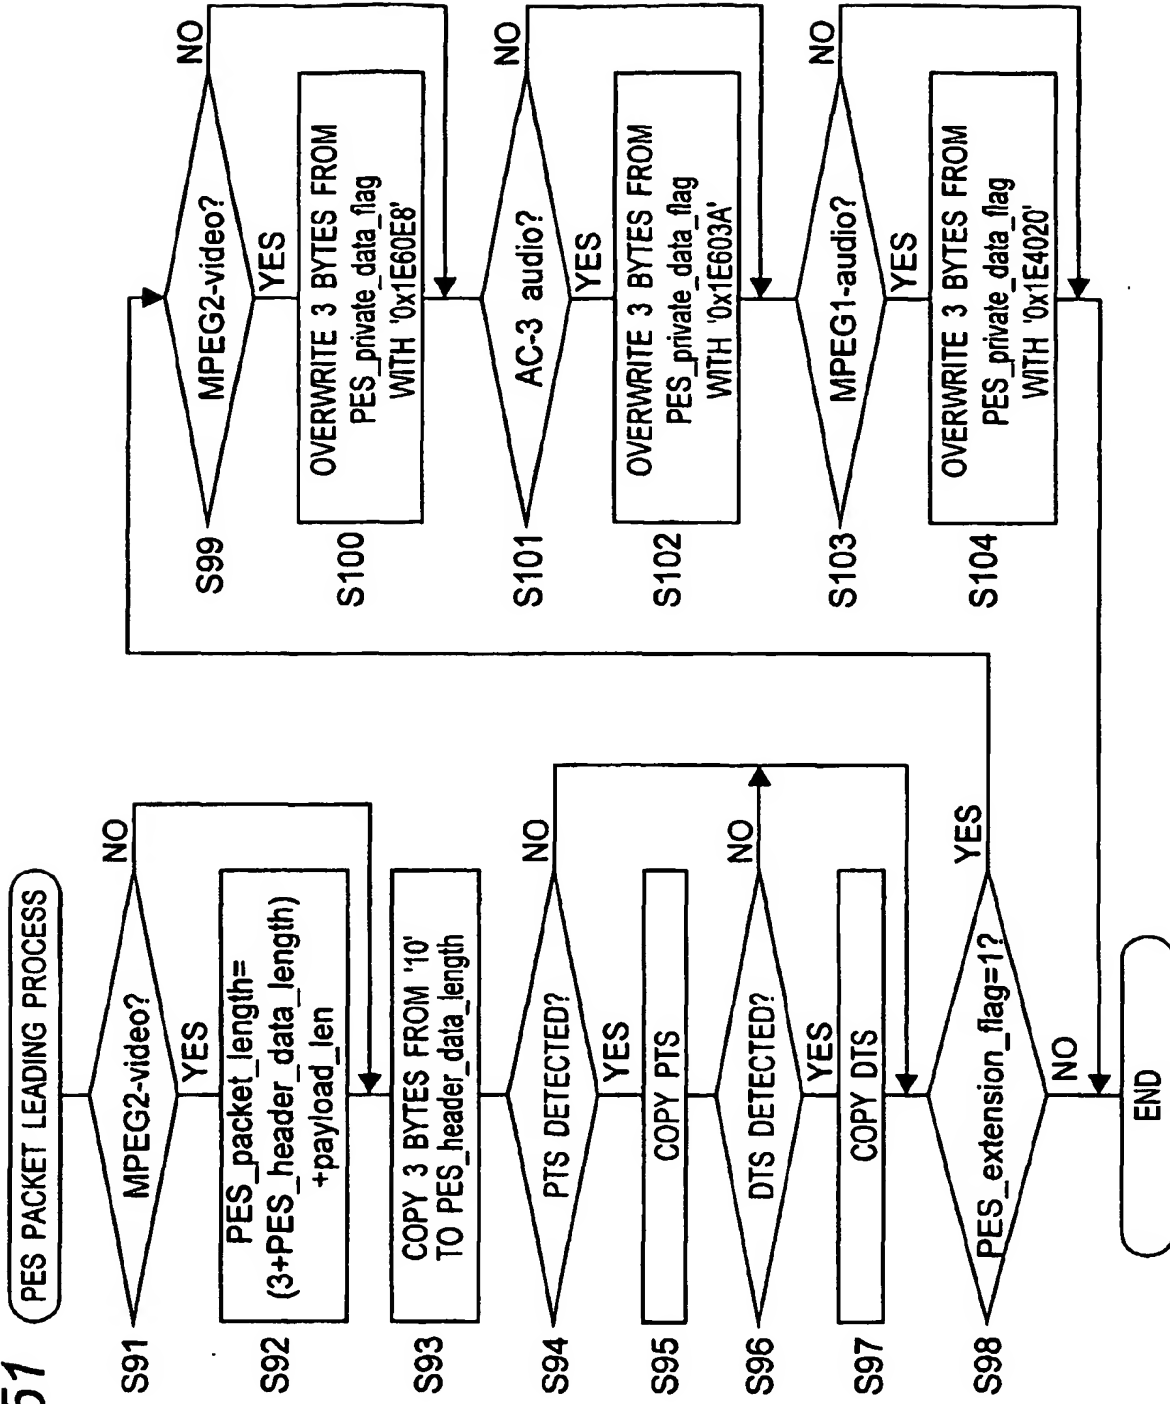 51
PES PACKET LEADING PROCESS
S91
MPEG2-video?
NO
YES
S92
PES_packet_length=
(3+PES_header_data_length)
+payload_len
S93
COPY 3 BYTES FROM '10'
TO PES_header_data_length
S94
PTS DETECTED?
NO
YES
S95
COPY PTS
S96
DTS DETECTED?
NO
YES
S97
COPY DTS
S98
PES_extension_flag=1?
YES
NO
END
S99
MPEG2-video?
NO
YES
S100
OVERWRITE 3 BYTES FROM
PES_private_data_flag
WITH '0x1E60E8'
S101
AC-3 audio?
NO
YES
S102
OVERWRITE 3 BYTES FROM
PES_private_data_flag
WITH '0x1E603A'
S103
MPEG1-audio?
NO
YES
S104
OVERWRITE 3 BYTES FROM
PES_private_data_flag
WITH '0x1E4020'